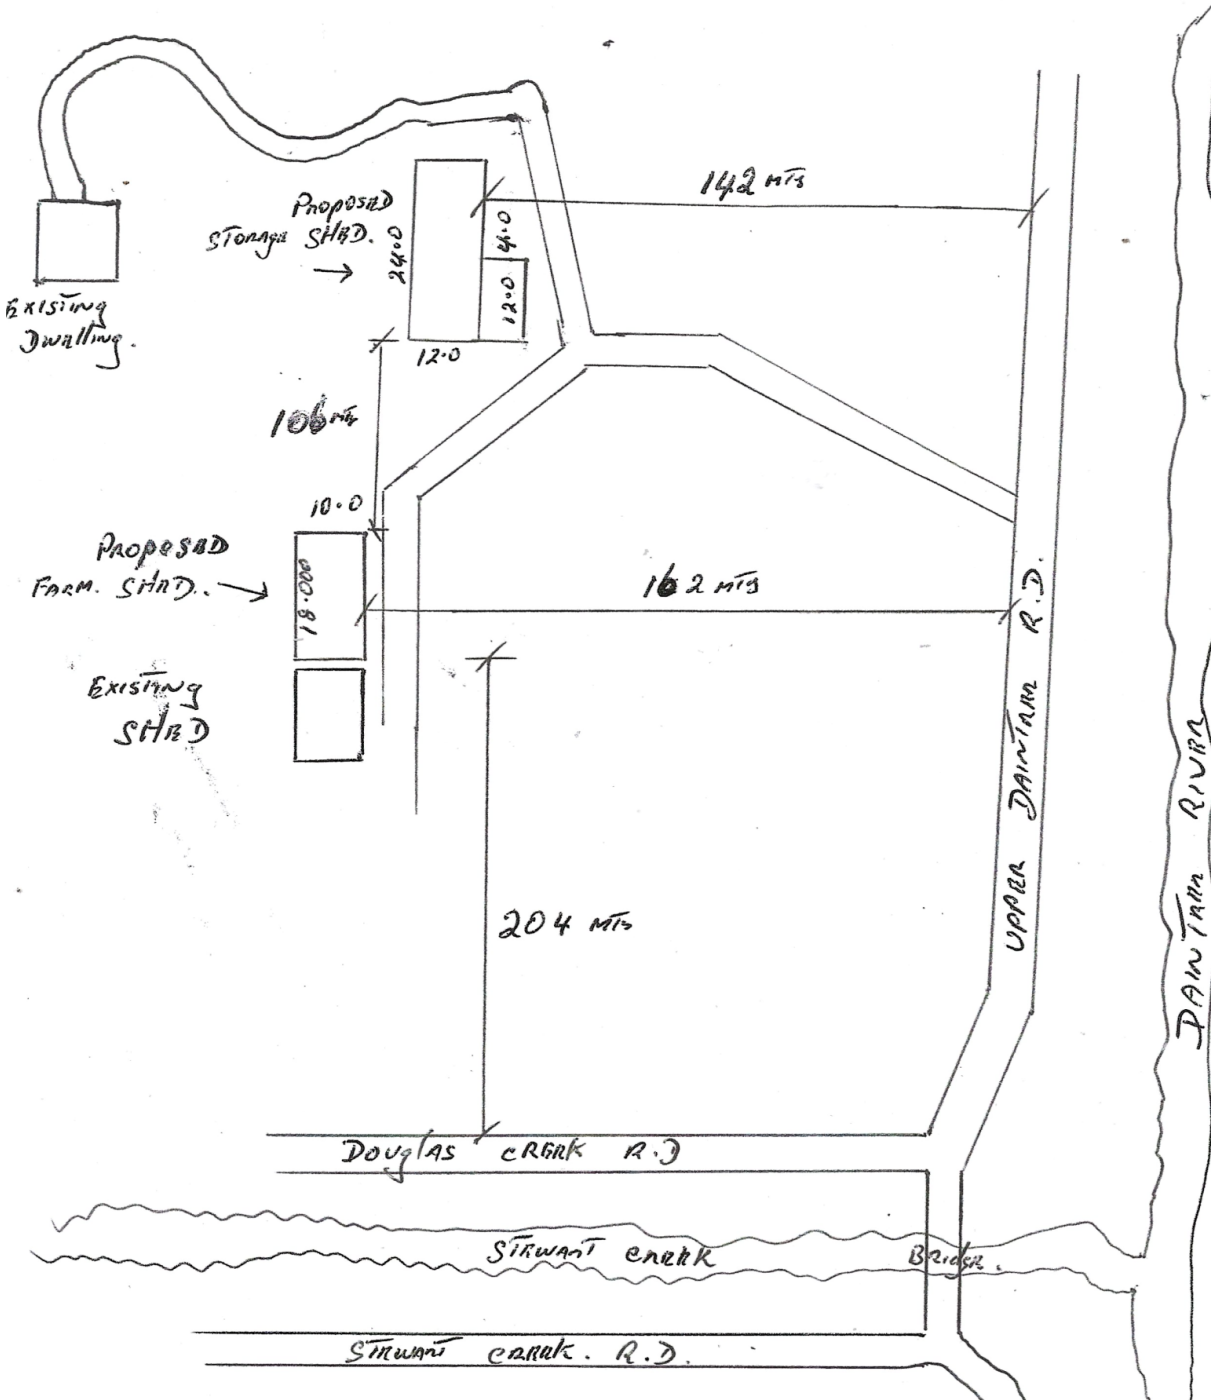 142 MTS
PROPOSED
STORAGE SHED.
24.0
4.0
12.0
12.0
EXISTING
DWELLING.
106 MTS
10.0
PROPOSED
FARM. SHED..
18.000
162 MTS
EXISTING
SHED
UPPER DAINTREE R.D.
DAINTREE RIVER
204 MTS
DOUGLAS CREEK R.D
STEWART CREEK
BRIDGE.
STEWART CREEK. R.D.